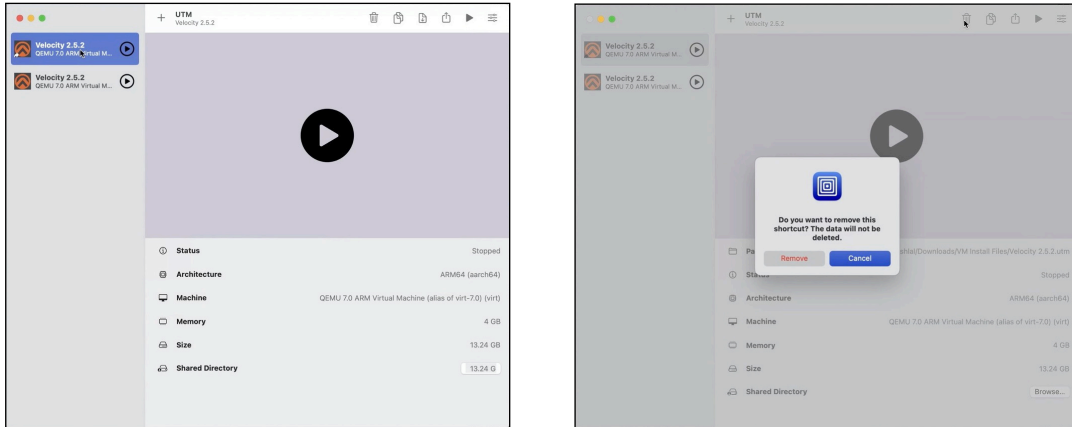 UTM
Velocity 2.5.2
Velocity 2.5.2
QEMU 7.0 ARM Virtual M...
Velocity 2.5.2
QEMU 7.0 ARM Virtual M...
Status Stopped
Architecture ARM64 (aarch64)
Machine QEMU 7.0 ARM Virtual Machine (alias of virt-7.0) (virt)
Memory 4 GB
Size 13.24 GB
Shared Directory 13.24 G
UTM
Velocity 2.5.2
Velocity 2.5.2
QEMU 7.0 ARM Virtual M...
Velocity 2.5.2
QEMU 7.0 ARM Virtual M...
Do you want to remove this
shortcut? The data will not be
deleted.
Remove Cancel
Pa /Downloads/VM Install Files/Velocity 2.5.2.utm
Status Stopped
Architecture ARM64 (aarch64)
Machine QEMU 7.0 ARM Virtual Machine (alias of virt-7.0) (virt)
Memory 4 GB
Size 13.24 GB
Shared Directory Browse...